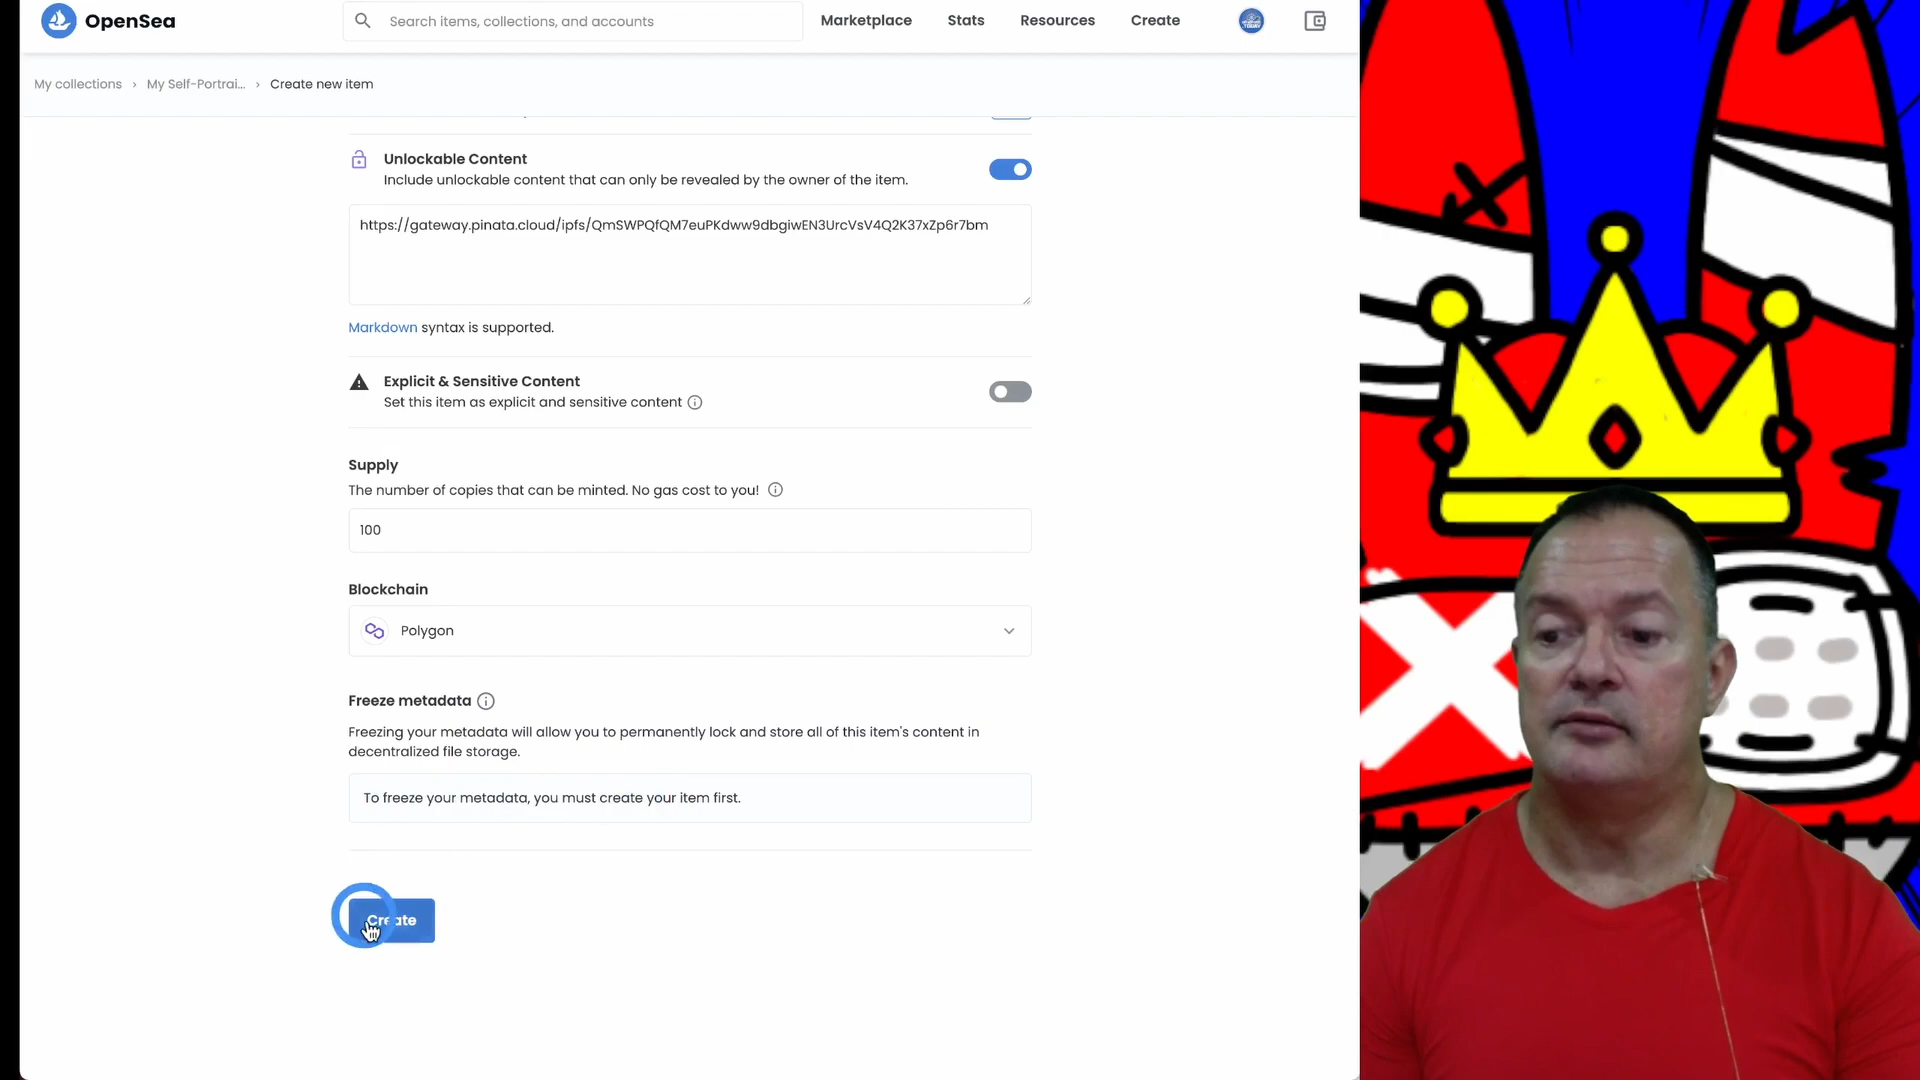 OpenSea
Search items, collections, and accounts
Marketplace
Stats
Resources
Create
My collections › My Self-Portrai... › Create new item
Unlockable Content
Include unlockable content that can only be revealed by the owner of the item.
https://gateway.pinata.cloud/ipfs/QmSWPQfQM7euPKdww9dbgiwEN3UrcVsV4Q2K37xZp6r7bm
Markdown syntax is supported.
Explicit & Sensitive Content
Set this item as explicit and sensitive content
Supply
The number of copies that can be minted. No gas cost to you!
100
Blockchain
Polygon
Freeze metadata
Freezing your metadata will allow you to permanently lock and store all of this item's content in
decentralized file storage.
To freeze your metadata, you must create your item first.
Create